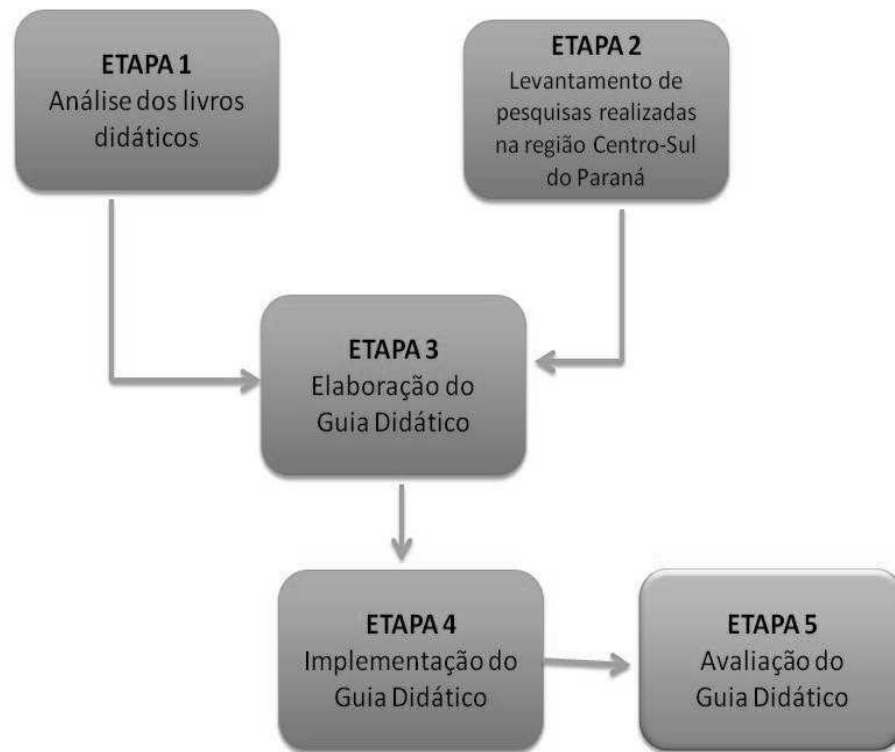 ETAPA 1
Análise dos livros
didáticos
ETAPA 2
Levantamento de
pesquisas realizadas
na região Centro-Sul
do Paraná
ETAPA 3
Elaboração do
Guia Didático
ETAPA 4
Implementação do
Guia Didático
ETAPA 5
Avaliação do
Guia Didático